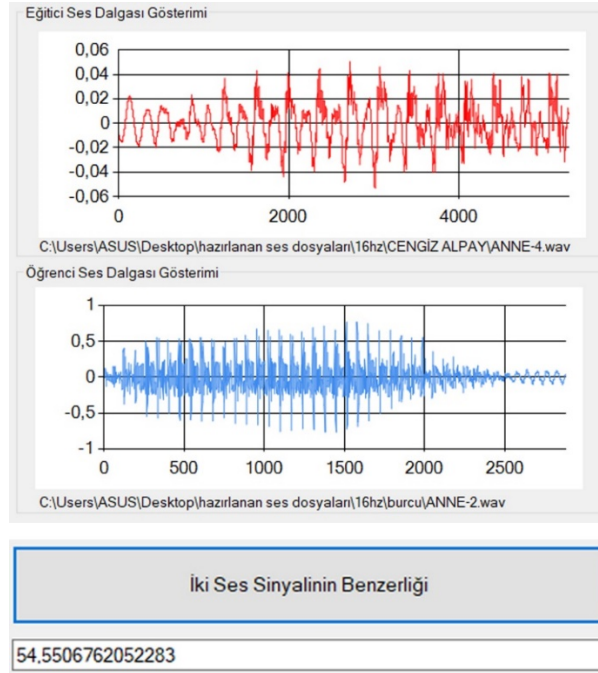 Eğitici Ses Dalgası Gösterimi
0,06
0,04
0,02
0
-0,02
-0,04
-0,06
0 2000 4000
C:\Users\ASUS\Desktop\hazırlanan ses dosyaları\16hz\CENGİZ ALPAY\ANNE-4.wav
Öğrenci Ses Dalgası Gösterimi
1
0,5
0
-0,5
-1
0 500 1000 1500 2000 2500
C:\Users\ASUS\Desktop\hazırlanan ses dosyaları\16hz\burcu\ANNE-2.wav
İki Ses Sinyalinin Benzerliği
54,5506762052283